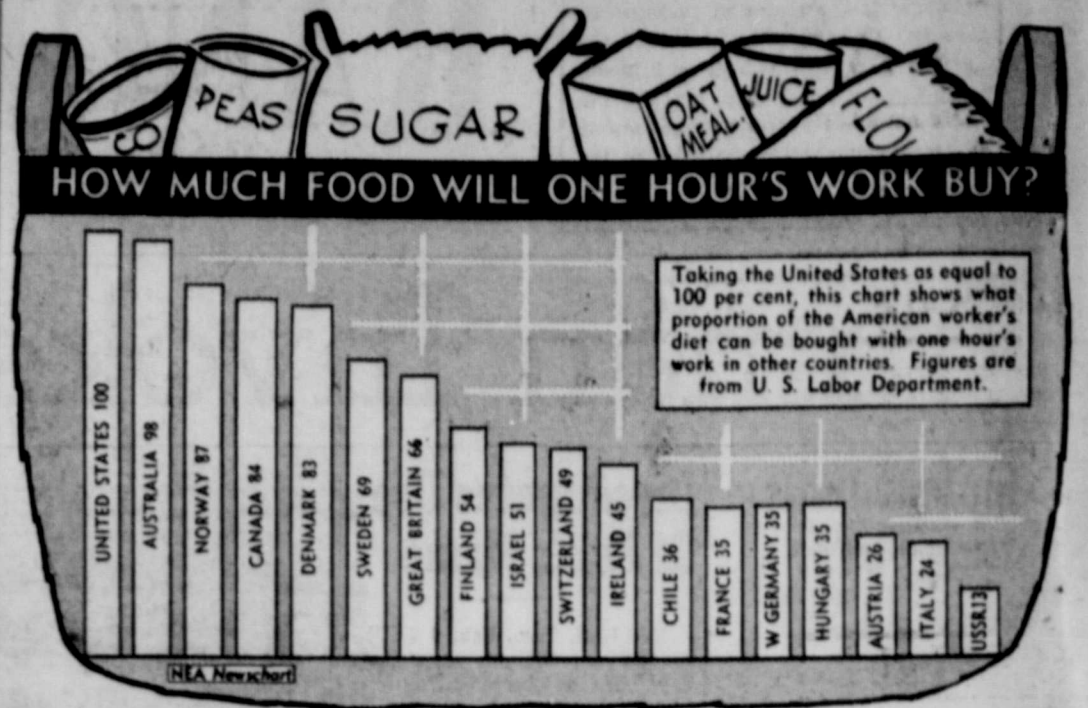 PEAS
SUGAR
OAT
MEAL.
JUICE
FLO
HOW MUCH FOOD WILL ONE HOUR'S WORK BUY?
Taking the United States as equal to
100 per cent, this chart shows what
proportion of the American worker's
diet can be bought with one hour's
work in other countries. Figures are
from U. S. Labor Department.
UNITED STATES 100
AUSTRALIA 98
NORWAY 87
CANADA 84
DENMARK 83
SWEDEN 69
GREAT BRITAIN 66
FINLAND 54
ISRAEL 51
SWITZERLAND 49
IRELAND 45
CHILE 36
FRANCE 35
W GERMANY 35
HUNGARY 35
AUSTRIA 26
ITALY 24
USSR 13
NEA Newschart